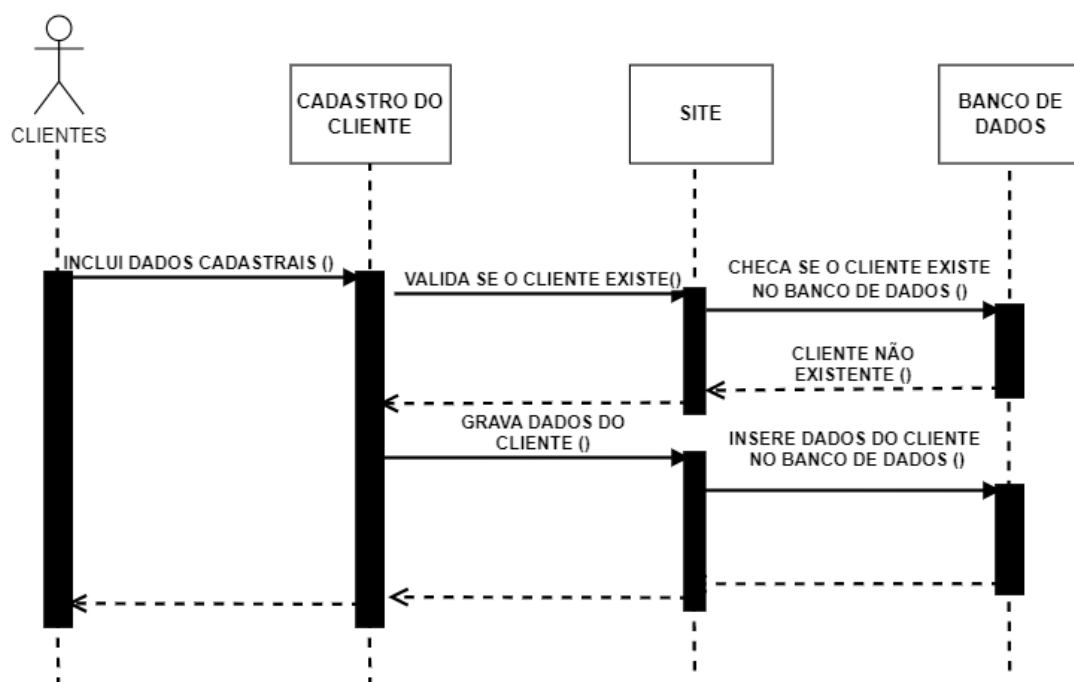 CLIENTES
CADASTRO DO
CLIENTE
SITE
BANCO DE
DADOS
INCLUI DADOS CADASTRAIS ()
VALIDA SE O CLIENTE EXISTE()
CHECA SE O CLIENTE EXISTE
NO BANCO DE DADOS ()
CLIENTE NÃO
EXISTENTE ()
GRAVA DADOS DO
CLIENTE ()
INSERE DADOS DO CLIENTE
NO BANCO DE DADOS ()